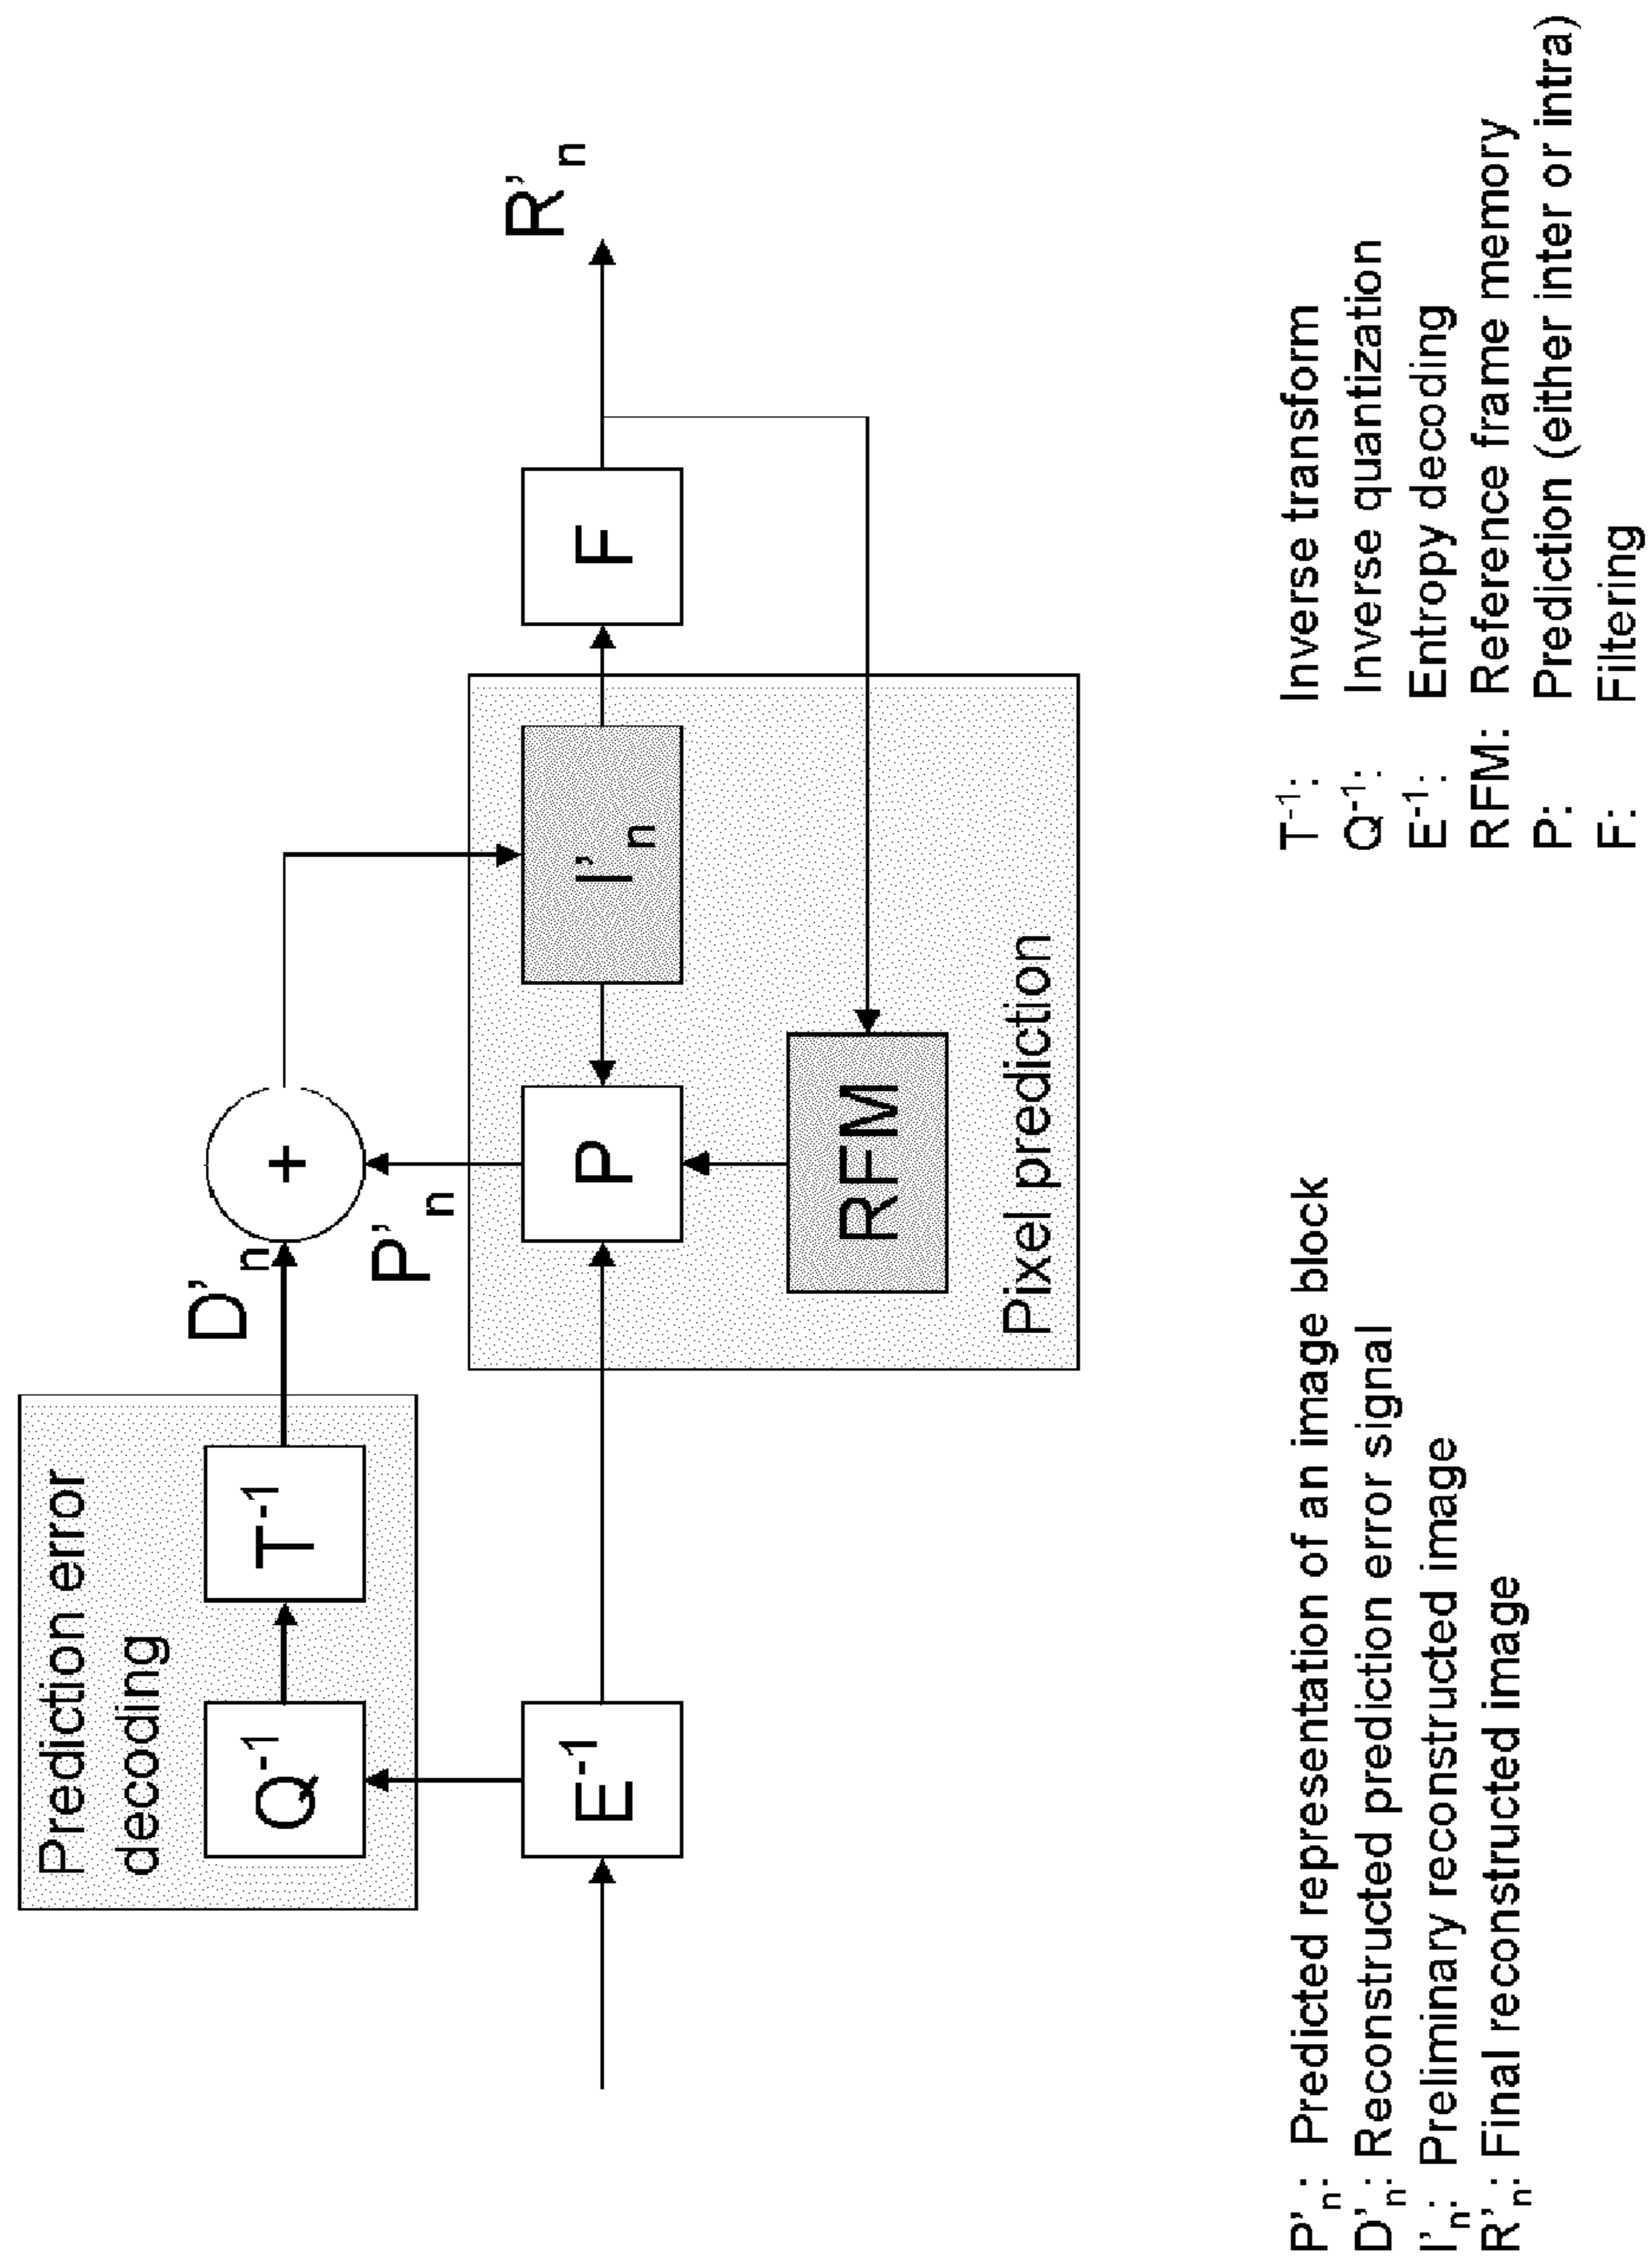 Prediction error
decoding
Q⁻¹
T⁻¹
D'n
+
P'n
E⁻¹
P
I'n
F
R'n
RFM
Pixel prediction
P'n: Predicted representation of an image block
D'n: Reconstructed prediction error signal
I'n: Preliminary reconstructed image
R'n: Final reconstructed image
T⁻¹: Inverse transform
Q⁻¹: Inverse quantization
E⁻¹: Entropy decoding
RFM: Reference frame memory
P: Prediction (either inter or intra)
F: Filtering